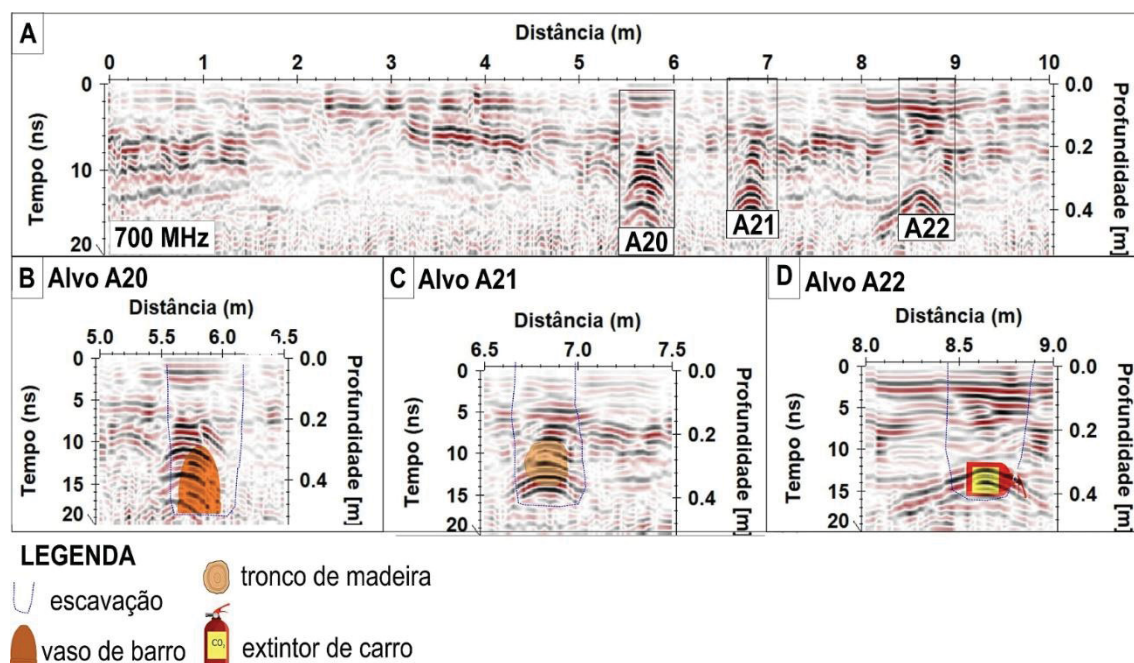 A
Distância (m)
0 1 2 3 4 5 6 7 8 9 10
Tempo (ns)
0
10
20
Profundidade [m]
0.0
0.2
0.4
700 MHz
A20
A21
A22
B Alvo A20
Distância (m)
5.0 5.5 6.0 6.5
Tempo (ns)
0
5
10
15
20
Profundidade [m]
0.0
0.2
0.4
C Alvo A21
Distância (m)
6.5 7.0 7.5
Tempo (ns)
0
5
10
15
20
Profundidade [m]
0.0
0.2
0.4
D Alvo A22
Distância (m)
8.0 8.5 9.0
Tempo (ns)
0
5
10
15
20
Profundidade [m]
0.0
0.2
0.4
LEGENDA
escavação
tronco de madeira
vaso de barro
CO₂
extintor de carro